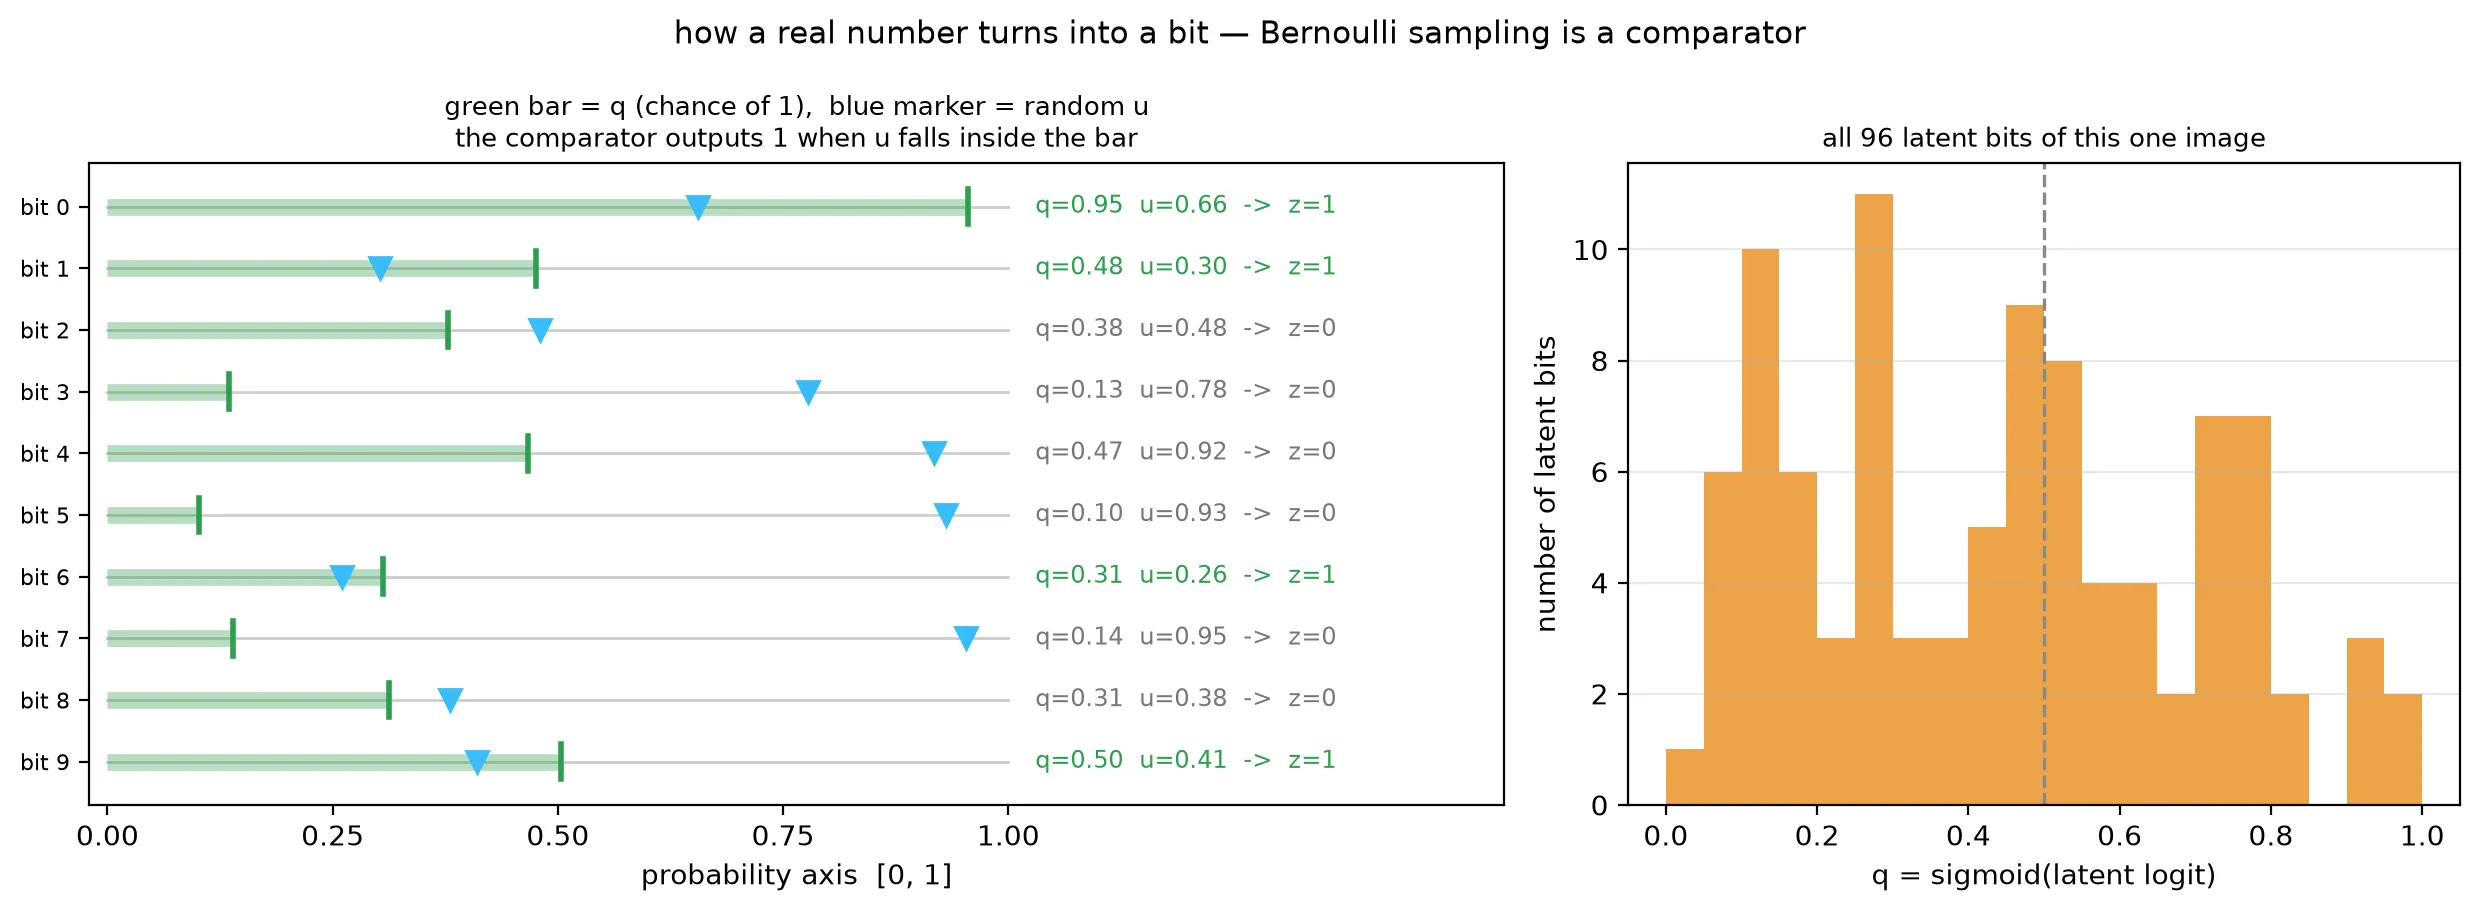 how a real number turns into a bit — Bernoulli sampling is a comparator
green bar = q (chance of 1),  blue marker = random u
the comparator outputs 1 when u falls inside the bar
bit 0
q=0.95  u=0.66  ->  z=1
bit 1
q=0.48  u=0.30  ->  z=1
bit 2
q=0.38  u=0.48  ->  z=0
bit 3
q=0.13  u=0.78  ->  z=0
bit 4
q=0.47  u=0.92  ->  z=0
bit 5
q=0.10  u=0.93  ->  z=0
bit 6
q=0.31  u=0.26  ->  z=1
bit 7
q=0.14  u=0.95  ->  z=0
bit 8
q=0.31  u=0.38  ->  z=0
bit 9
q=0.50  u=0.41  ->  z=1
0.00 0.25 0.50 0.75 1.00
probability axis  [0, 1]
all 96 latent bits of this one image
number of latent bits
10
8
6
4
2
0
0.0 0.2 0.4 0.6 0.8 1.0
q = sigmoid(latent logit)